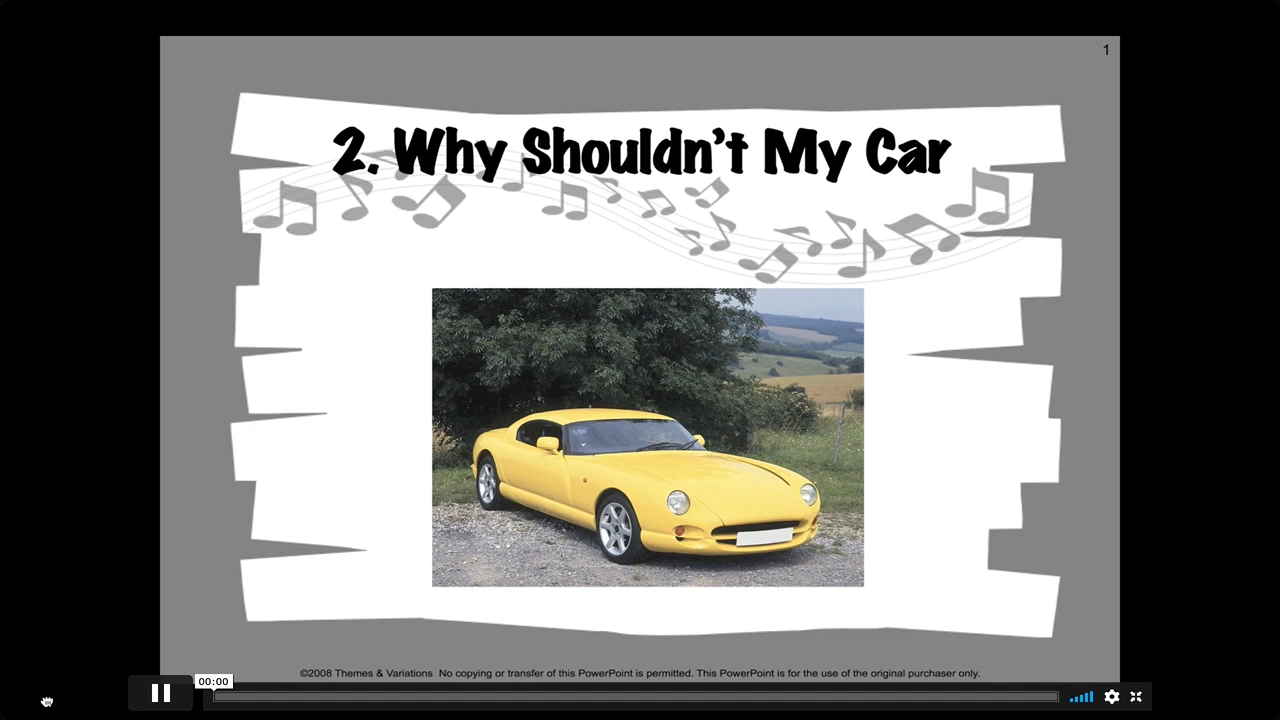 1
2. Why Shouldn't My Car
©2008 Themes & Variations No copying or transfer of this PowerPoint is permitted. This PowerPoint is for the use of the original purchaser only.
00:00